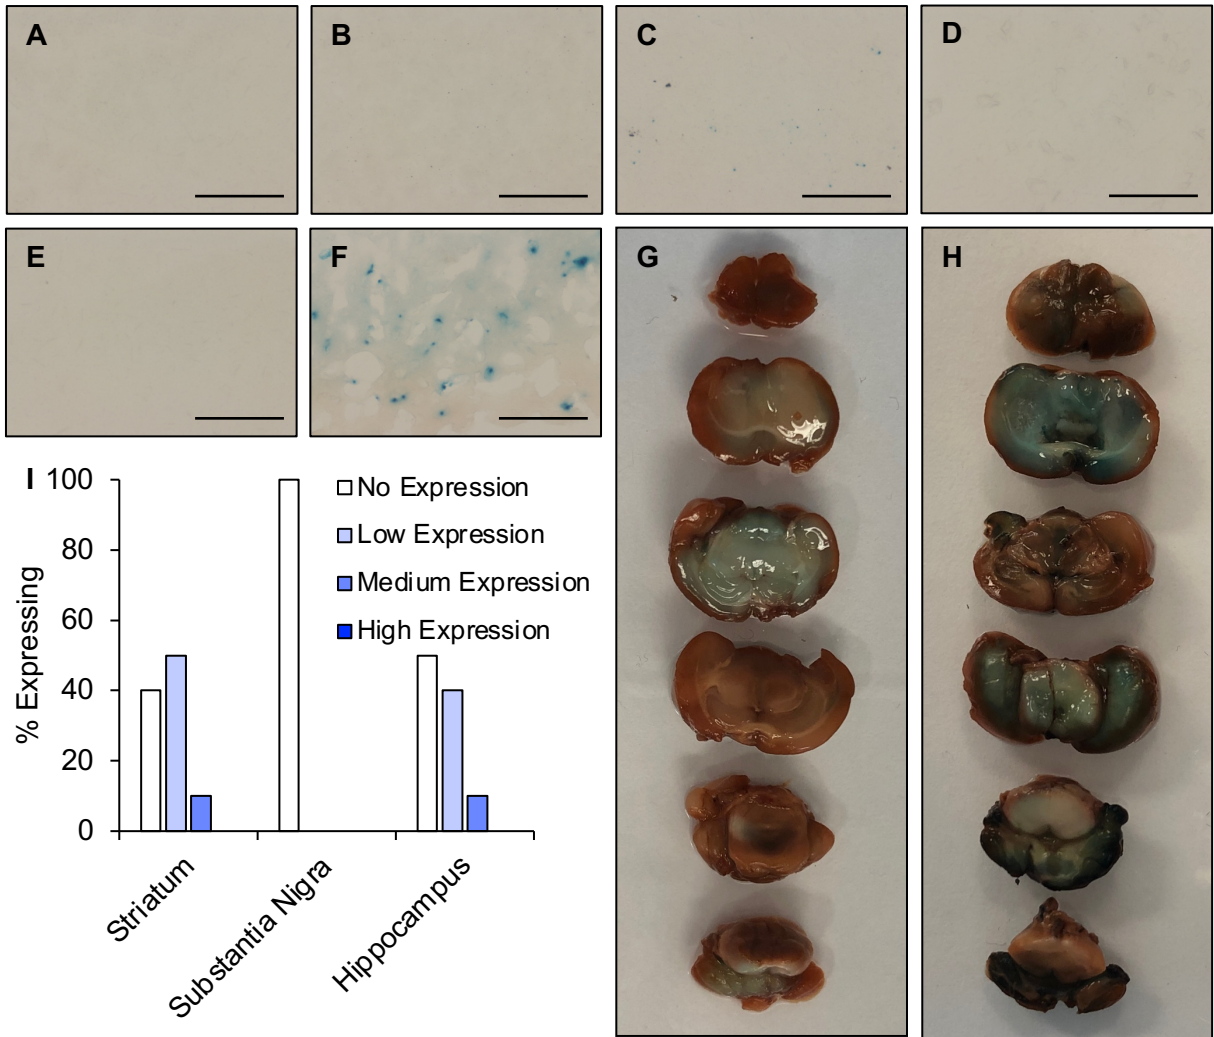 A
B
C
D
E
F
G
H
I
100
80
60
40
20
0
% Expressing
No Expression
Low Expression
Medium Expression
High Expression
Striatum
Substantia Nigra
Hippocampus